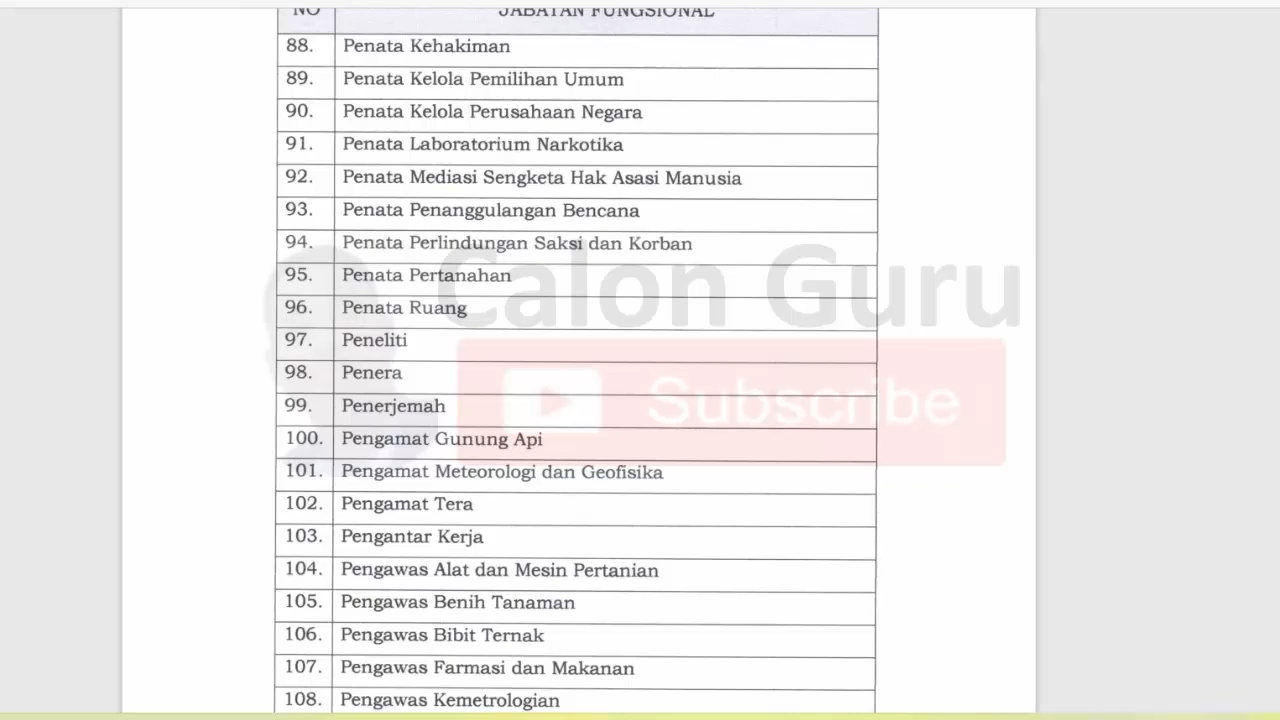 NO JABATAN FUNGSIONAL
88. Penata Kehakiman
89. Penata Kelola Pemilihan Umum
90. Penata Kelola Perusahaan Negara
91. Penata Laboratorium Narkotika
92. Penata Mediasi Sengketa Hak Asasi Manusia
93. Penata Penanggulangan Bencana
94. Penata Perlindungan Saksi dan Korban
95. Penata Pertanahan
Calon Guru
96. Penata Ruang
97. Peneliti
98. Penera
99. Penerjemah
Subscribe
100. Pengamat Gunung Api
101. Pengamat Meteorologi dan Geofisika
102. Pengamat Tera
103. Pengantar Kerja
104. Pengawas Alat dan Mesin Pertanian
105. Pengawas Benih Tanaman
106. Pengawas Bibit Ternak
107. Pengawas Farmasi dan Makanan
108. Pengawas Kemetrologian